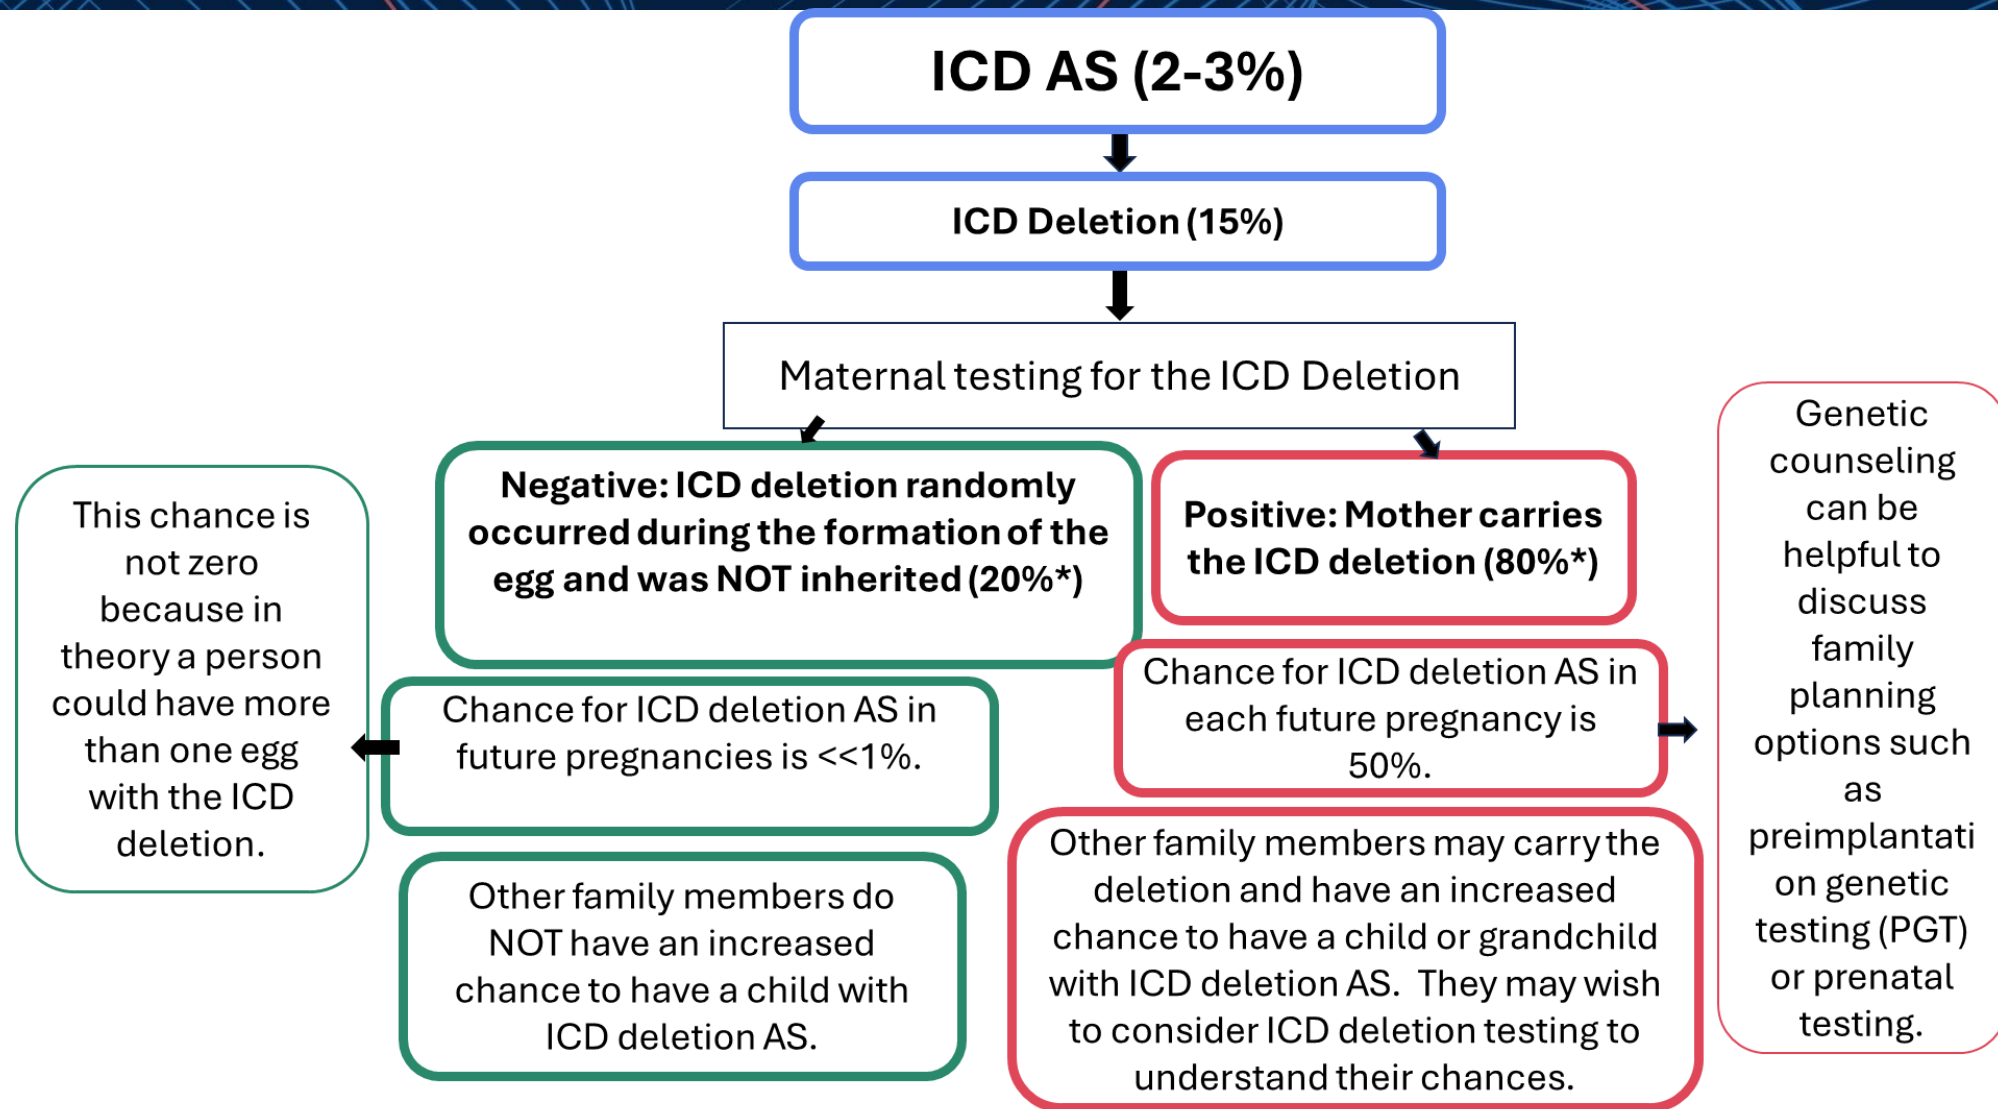 ICD AS (2-3%)
ICD Deletion (15%)
Maternal testing for the ICD Deletion
Negative: ICD deletion randomly
occurred during the formation of the
egg and was NOT inherited (20%*)
Positive: Mother carries
the ICD deletion (80%*)
This chance is
not zero
because in
theory a person
could have more
than one egg
with the ICD
deletion.
Chance for ICD deletion AS in
future pregnancies is <<1%.
Chance for ICD deletion AS in
each future pregnancy is
50%.
Genetic
counseling
can be
helpful to
discuss
family
planning
options such
as
preimplantati
on genetic
testing (PGT)
or prenatal
testing.
Other family members do
NOT have an increased
chance to have a child with
ICD deletion AS.
Other family members may carry the
deletion and have an increased
chance to have a child or grandchild
with ICD deletion AS.  They may wish
to consider ICD deletion testing to
understand their chances.